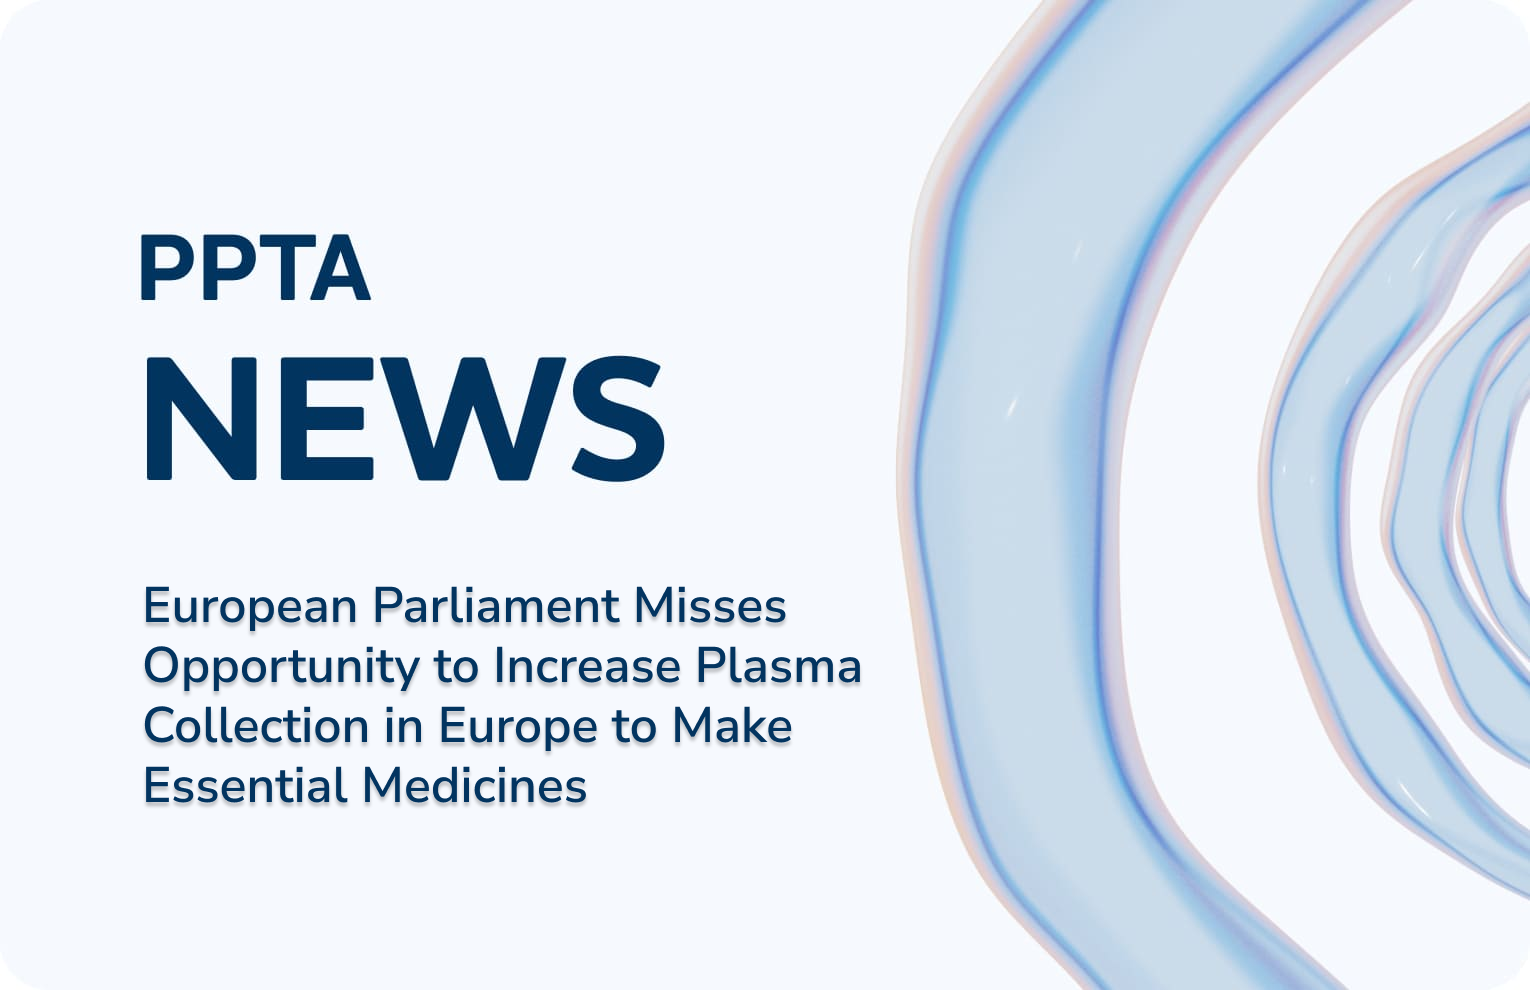 PPTA
NEWS
European Parliament Misses
Opportunity to Increase Plasma
Collection in Europe to Make
Essential Medicines